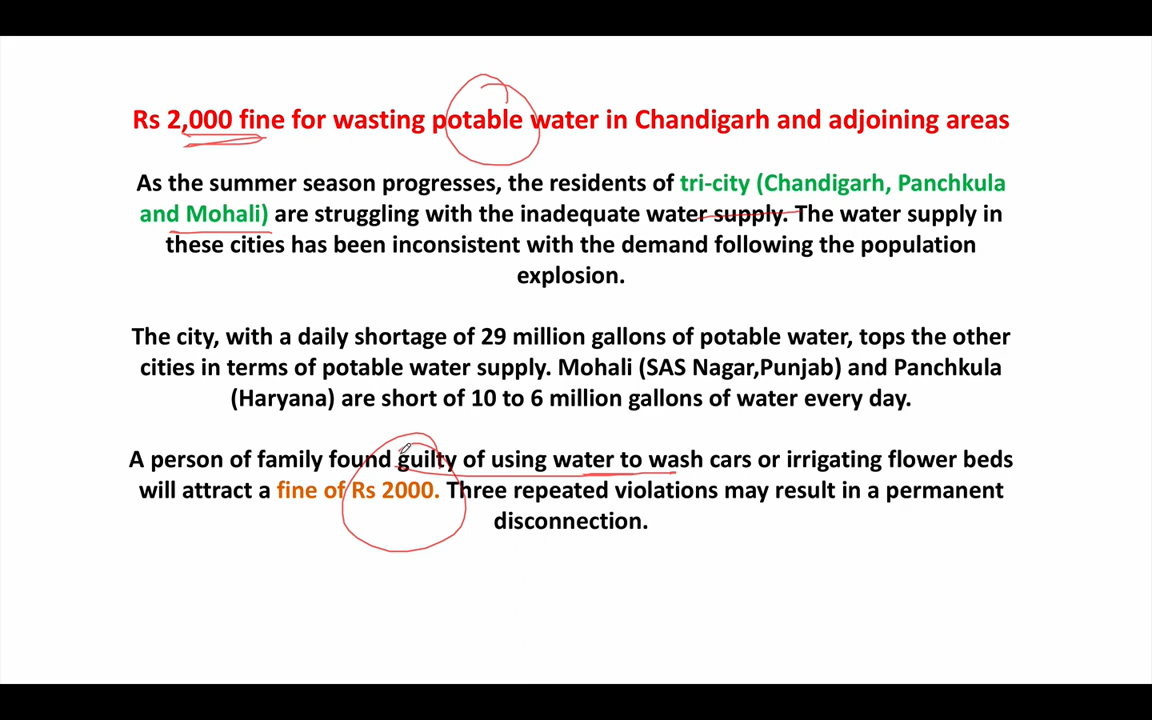 Rs 2,000 fine for wasting potable water in Chandigarh and adjoining areas
As the summer season progresses, the residents of tri-city (Chandigarh, Panchkula
and Mohali) are struggling with the inadequate water supply. The water supply in
these cities has been inconsistent with the demand following the population
explosion.
The city, with a daily shortage of 29 million gallons of potable water, tops the other
cities in terms of potable water supply. Mohali (SAS Nagar,Punjab) and Panchkula
(Haryana) are short of 10 to 6 million gallons of water every day.
A person of family found guilty of using water to wash cars or irrigating flower beds
will attract a fine of Rs 2000. Three repeated violations may result in a permanent
disconnection.